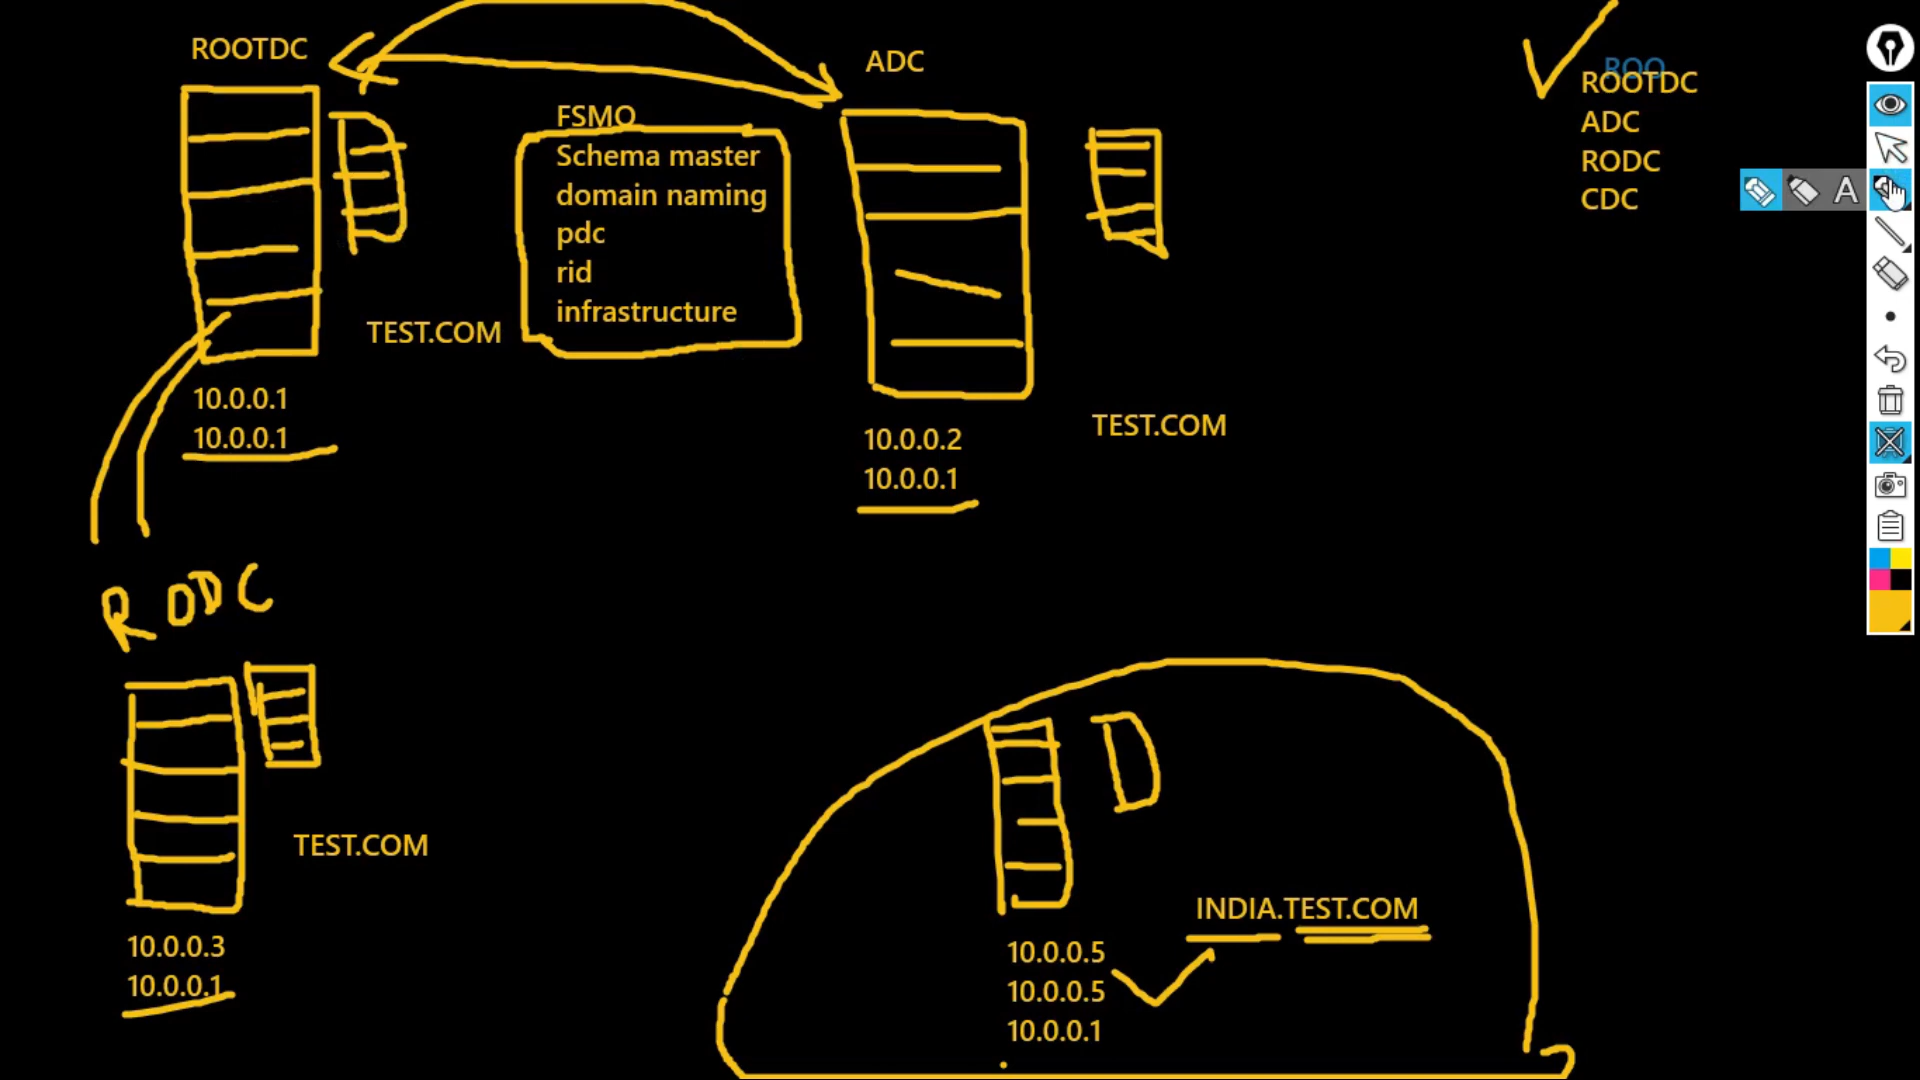 ROOTDC
ADC
FSMO
Schema master
domain naming
pdc
rid
infrastructure
ROO
ROOTDC
ADC
RODC
CDC
A
TEST.COM
10.0.0.1
10.0.0.1
10.0.0.2
10.0.0.1
TEST.COM
RODC
TEST.COM
10.0.0.3
10.0.0.1
INDIA.TEST.COM
10.0.0.5
10.0.0.5
10.0.0.1